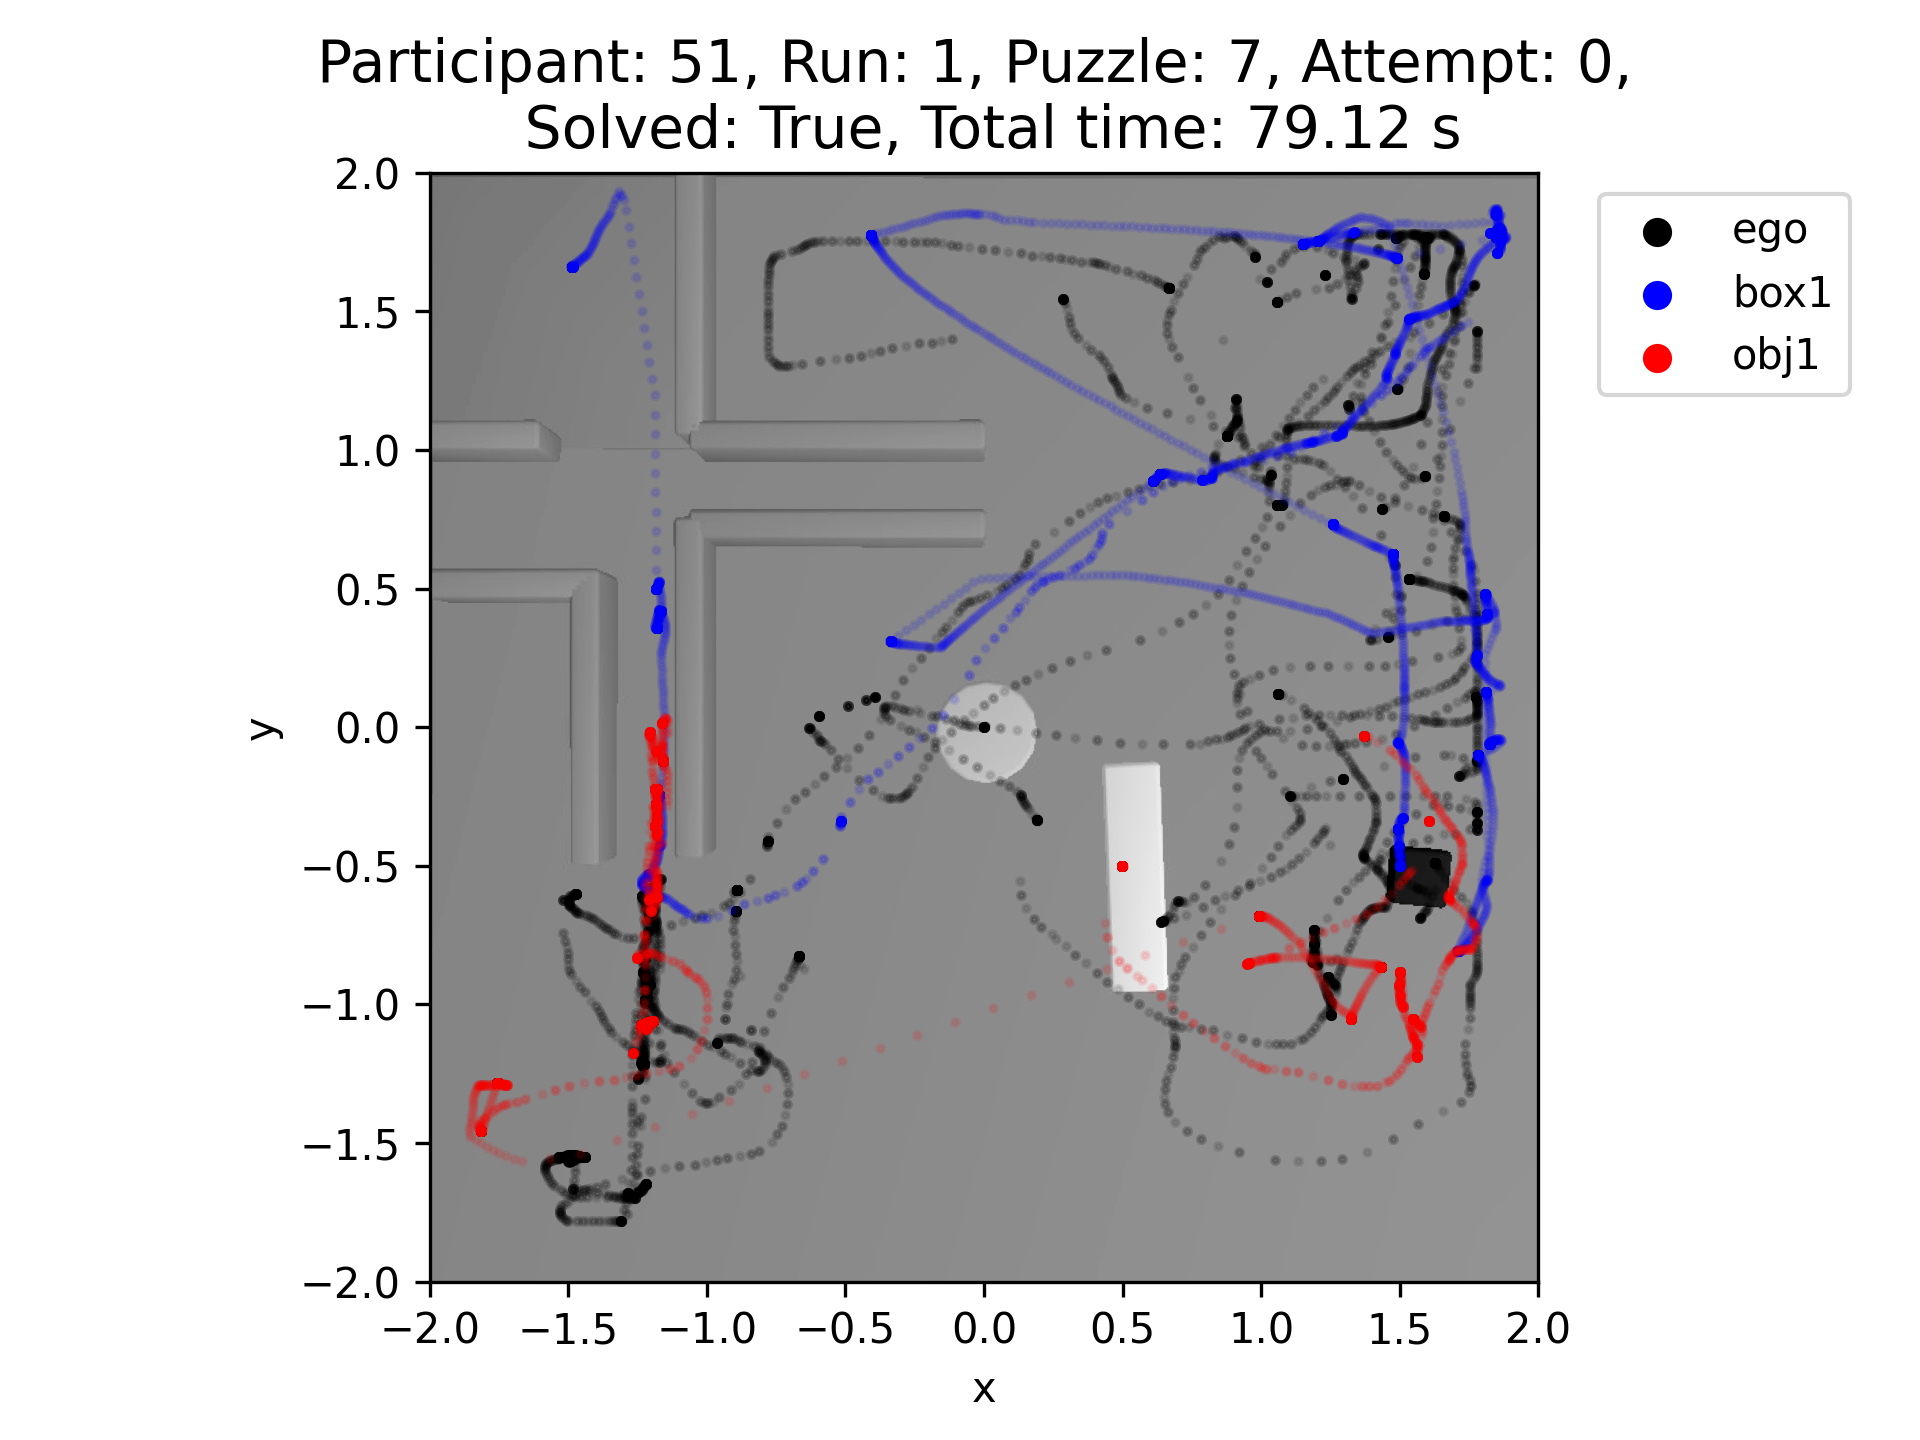 Participant: 51, Run: 1, Puzzle: 7, Attempt: 0,
Solved: True, Total time: 79.12 s
ego
box1
obj1
2.0
1.5
1.0
0.5
0.0
−0.5
−1.0
−1.5
−2.0
y
−2.0 −1.5 −1.0 −0.5 0.0 0.5 1.0 1.5 2.0
x